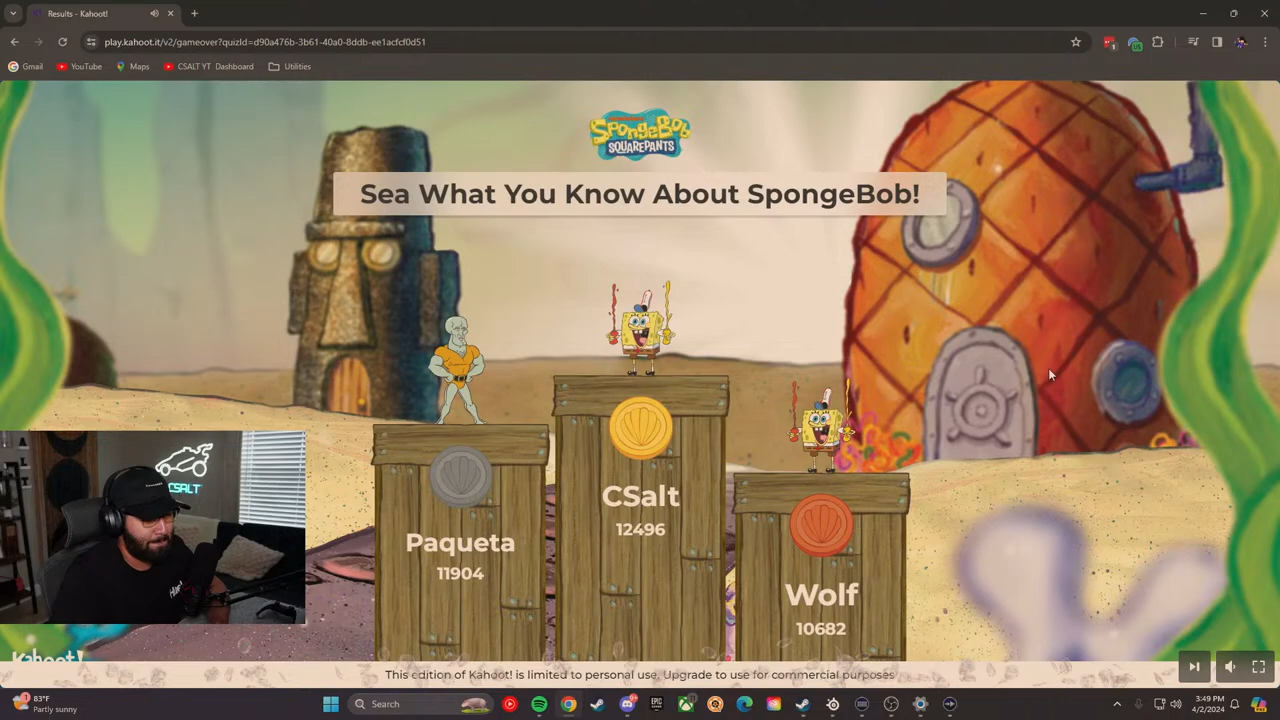 Results - Kahoot!
play.kahoot.it/v2/gameover?quizId=d90a476b-3b61-40a0-8ddb-ee1acfcf0d51
Gmail
YouTube
Maps
CSALT YT Dashboard
Utilities
SpongeBob
SQUAREPANTS
Sea What You Know About SpongeBob!
CSalt
12496
Paqueta
11904
Wolf
10682
CSALT
Kahoot!
This edition of Kahoot! is limited to personal use. Upgrade to use for commercial purposes
83°F
Partly sunny
Search
3:49 PM
4/2/2024